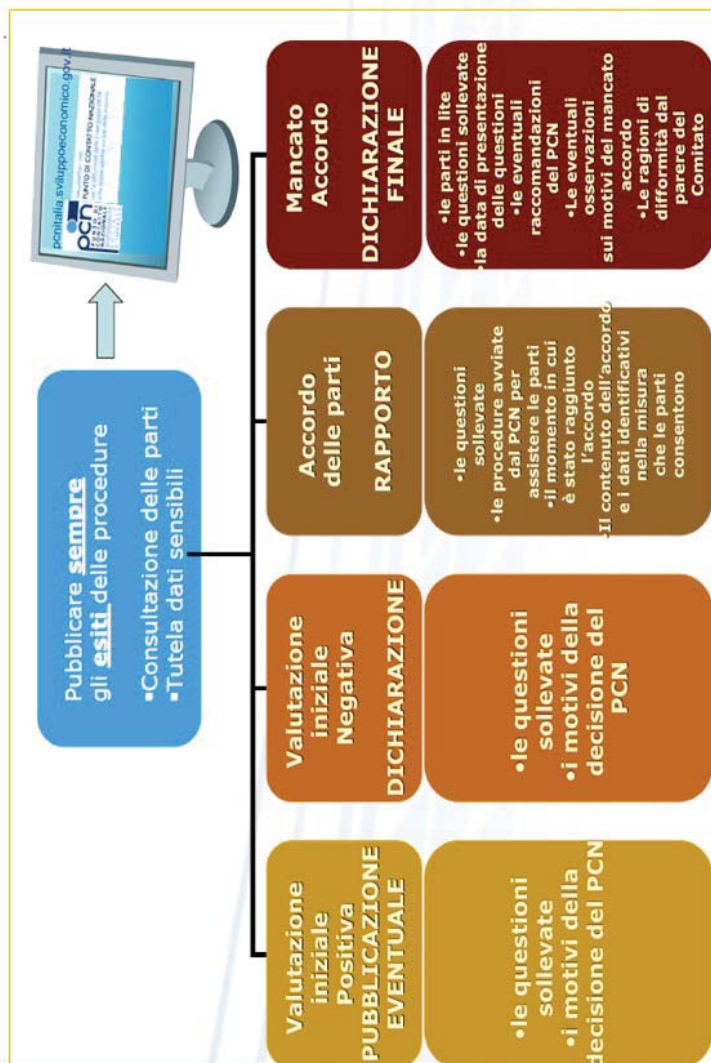 Pubblicare sempre
gli esiti delle procedure
▪Consultazione delle parti
▪Tutela dati sensibili
pcnitalia.sviluppoeconomico.gov.it
pcn
PUNTO DI CONTATTO NAZIONALE
PUNTO DI
CONTATTO
NAZIONALE
Valutazione
iniziale
Positiva
PUBBLICAZIONE
EVENTUALE
•le questioni
sollevate
•i motivi della
decisione del PCN
Valutazione
iniziale
Negativa
DICHIARAZIONE
•le questioni
sollevate
•i motivi della
decisione del
PCN
Accordo
delle parti
RAPPORTO
•le questioni
sollevate
•le procedure avviate
dal PCN per
assistere le parti
•il momento in cui
è stato raggiunto
l’accordo
•Il contenuto dell’accordo
e i dati identificativi
nella misura
che le parti
consentono
Mancato
Accordo
DICHIARAZIONE
FINALE
•le parti in lite
•le questioni sollevate
•la data di presentazione
delle questioni
•le eventuali
raccomandazioni
del PCN
•Le eventuali
osservazioni
sui motivi del mancato
accordo
•Le ragioni di
difformità dal
parere del
Comitato